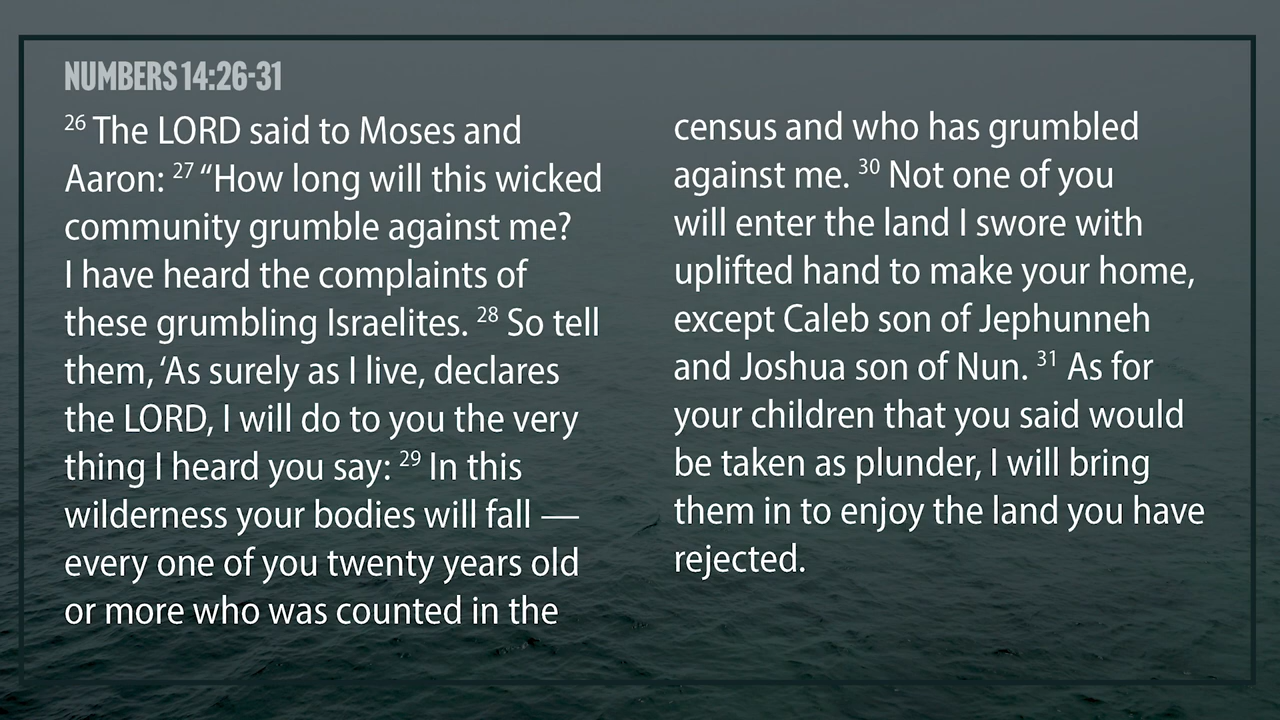 NUMBERS 14:26-31
26 The LORD said to Moses and
Aaron: 27 “How long will this wicked
community grumble against me?
I have heard the complaints of
these grumbling Israelites. 28 So tell
them, ‘As surely as I live, declares
the LORD, I will do to you the very
thing I heard you say: 29 In this
wilderness your bodies will fall —
every one of you twenty years old
or more who was counted in the
census and who has grumbled
against me. 30 Not one of you
will enter the land I swore with
uplifted hand to make your home,
except Caleb son of Jephunneh
and Joshua son of Nun. 31 As for
your children that you said would
be taken as plunder, I will bring
them in to enjoy the land you have
rejected.